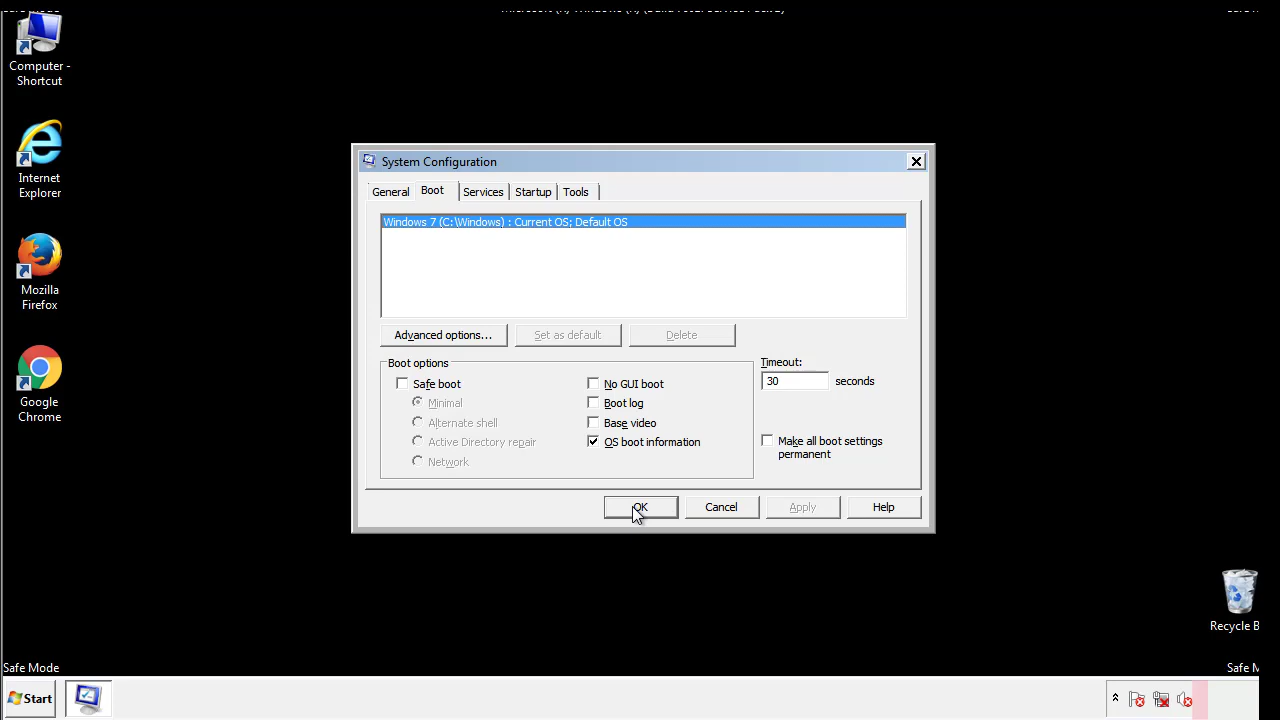 Computer -
Shortcut
Internet
Explorer
Mozilla
Firefox
Google
Chrome
System Configuration
General Boot Services Startup Tools
Windows 7 (C:\Windows) : Current OS; Default OS
Advanced options... Set as default Delete
Boot options
Timeout:
30 seconds
Safe boot
Minimal
Alternate shell
Active Directory repair
Network
No GUI boot
Boot log
Base video
OS boot information
Make all boot settings
permanent
OK Cancel Apply Help
Recycle B
Safe Mode
Safe M
Start